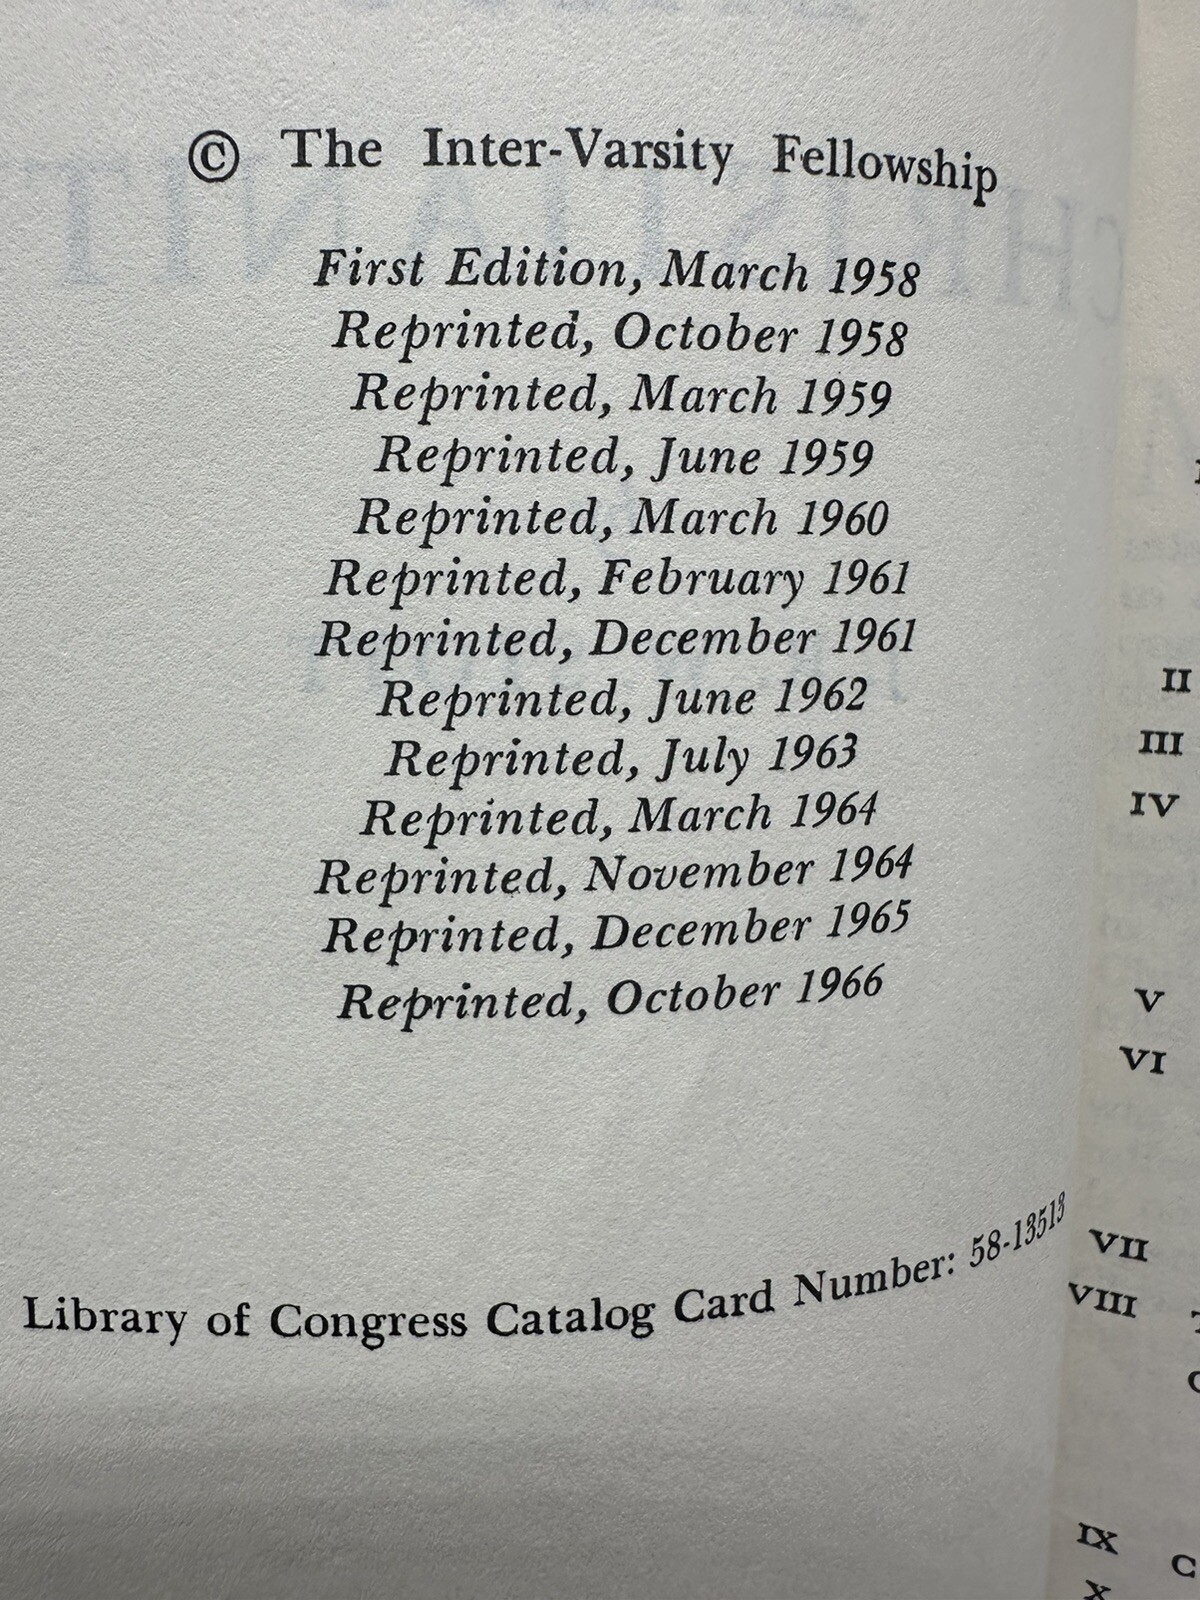 © The Inter-Varsity Fellowship
First Edition, March 1958
Reprinted, October 1958
Reprinted, March 1959
Reprinted, June 1959
Reprinted, March 1960
Reprinted, February 1961
Reprinted, December 1961
Reprinted, June 1962
Reprinted, July 1963
Reprinted, March 1964
Reprinted, November 1964
Reprinted, December 1965
Reprinted, October 1966
Library of Congress Catalog Card Number: 58-13513
II
III
IV
V
VI
VII
VIII
IX
X